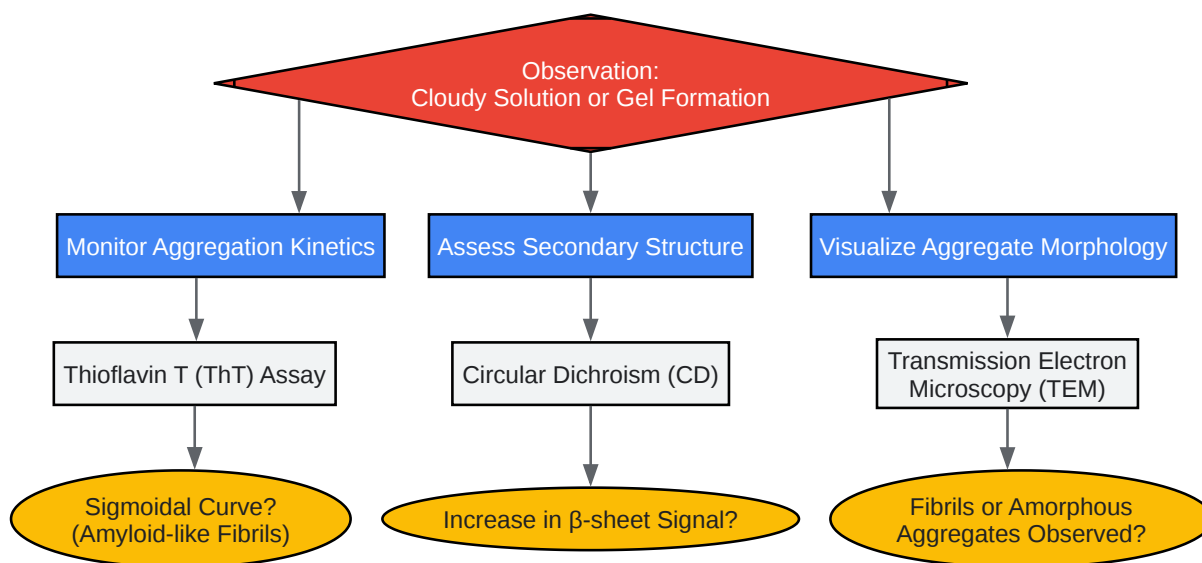 Observation:
Cloudy Solution or Gel Formation
Monitor Aggregation Kinetics
Assess Secondary Structure
Visualize Aggregate Morphology
Thioflavin T (ThT) Assay
Circular Dichroism (CD)
Transmission Electron
Microscopy (TEM)
Sigmoidal Curve?
(Amyloid-like Fibrils)
Increase in β-sheet Signal?
Fibrils or Amorphous
Aggregates Observed?